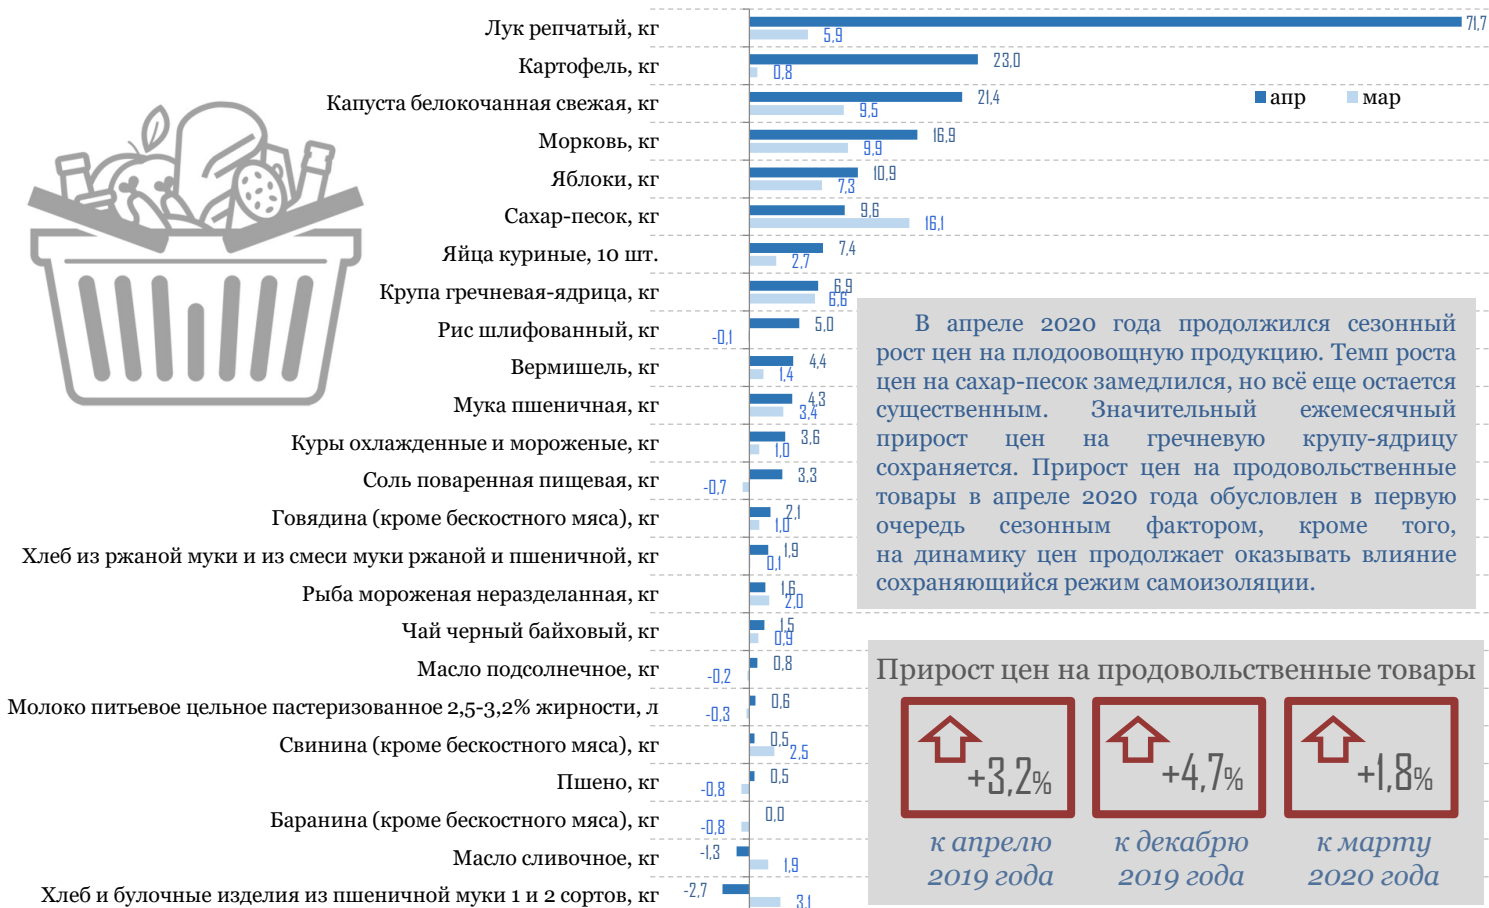 Лук репчатый, кг
71,7
5,9
Картофель, кг
23,0
0,8
Капуста белокочанная свежая, кг
21,4
9,5
апр
мар
Морковь, кг
16,9
9,9
Яблоки, кг
10,9
7,3
Сахар-песок, кг
9,6
16,1
Яйца куриные, 10 шт.
7,4
2,7
Крупа гречневая-ядрица, кг
6,9
6,6
Рис шлифованный, кг
5,0
-0,1
Вермишель, кг
4,4
1,4
Мука пшеничная, кг
4,3
3,4
Куры охлажденные и мороженые, кг
3,6
1,0
Соль поваренная пищевая, кг
3,3
-0,7
Говядина (кроме бескостного мяса), кг
2,1
1,0
Хлеб из ржаной муки и из смеси муки ржаной и пшеничной, кг
1,9
0,1
Рыба мороженая неразделанная, кг
1,6
2,0
Чай черный байховый, кг
1,5
0,9
Масло подсолнечное, кг
0,8
-0,2
Молоко питьевое цельное пастеризованное 2,5-3,2% жирности, л
0,6
-0,3
Свинина (кроме бескостного мяса), кг
0,5
2,5
Пшено, кг
0,5
-0,8
Баранина (кроме бескостного мяса), кг
0,0
-0,8
Масло сливочное, кг
-1,3
1,9
Хлеб и булочные изделия из пшеничной муки 1 и 2 сортов, кг
-2,7
3,1
В апреле 2020 года продолжился сезонный
рост цен на плодоовощную продукцию. Темп роста
цен на сахар-песок замедлился, но всё еще остается
существенным. Значительный ежемесячный
прирост цен на гречневую крупу-ядрицу
сохраняется. Прирост цен на продовольственные
товары в апреле 2020 года обусловлен в первую
очередь сезонным фактором, кроме того,
на динамику цен продолжает оказывать влияние
сохраняющийся режим самоизоляции.
Прирост цен на продовольственные товары
+3,2%
+4,7%
+1,8%
к апрелю
2019 года
к декабрю
2019 года
к марту
2020 года